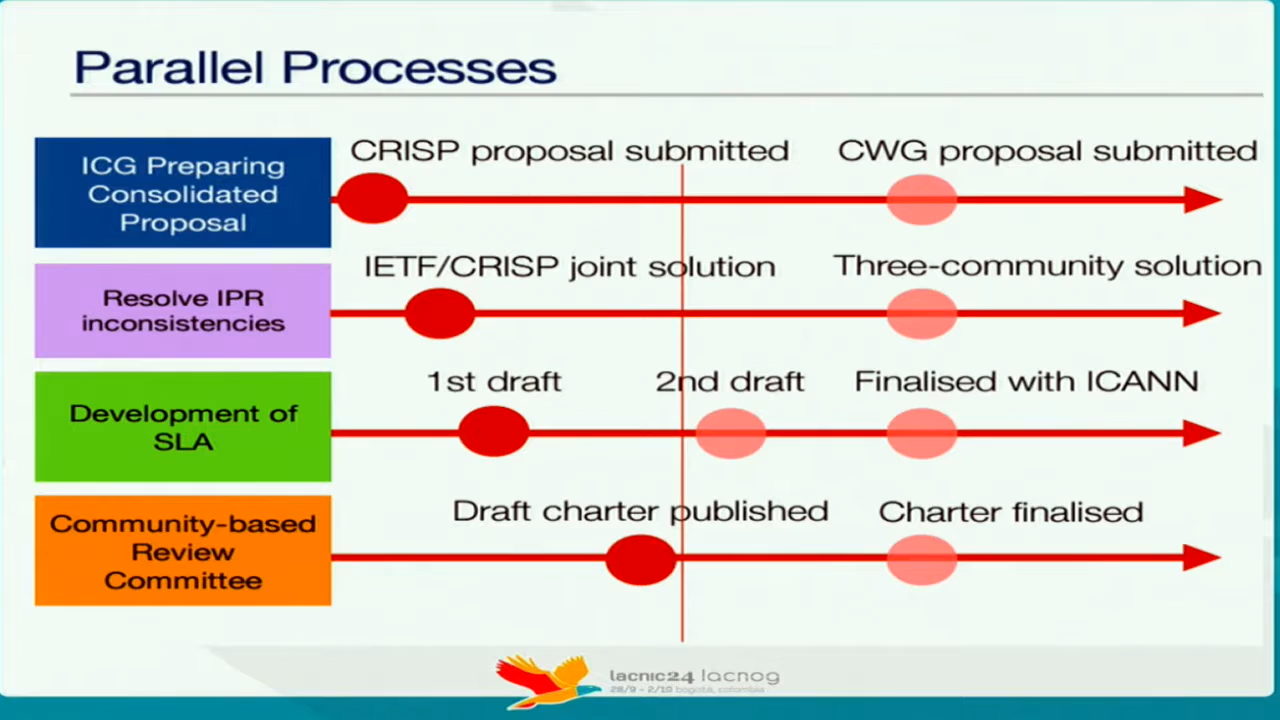 Parallel Processes
ICG Preparing
Consolidated
Proposal
CRISP proposal submitted
CWG proposal submitted
Resolve IPR
inconsistencies
IETF/CRISP joint solution
Three-community solution
Development of
SLA
1st draft
2nd draft
Finalised with ICANN
Community-based
Review
Committee
Draft charter published
Charter finalised
lacnic24 lacnog
28/9 - 2/10 bogotá, colombia